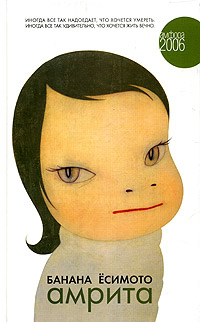 ИНОГДА ВСЕ ТАК НАДОЕДАЕТ, ЧТО ХОЧЕТСЯ УМЕРЕТЬ.
ИНОГДА ВСЕ ТАК УДИВИТЕЛЬНО, ЧТО ХОЧЕТСЯ ЖИТЬ ВЕЧНО.
амфора
2006
БАНАНА ЁСИМОТО
амрита